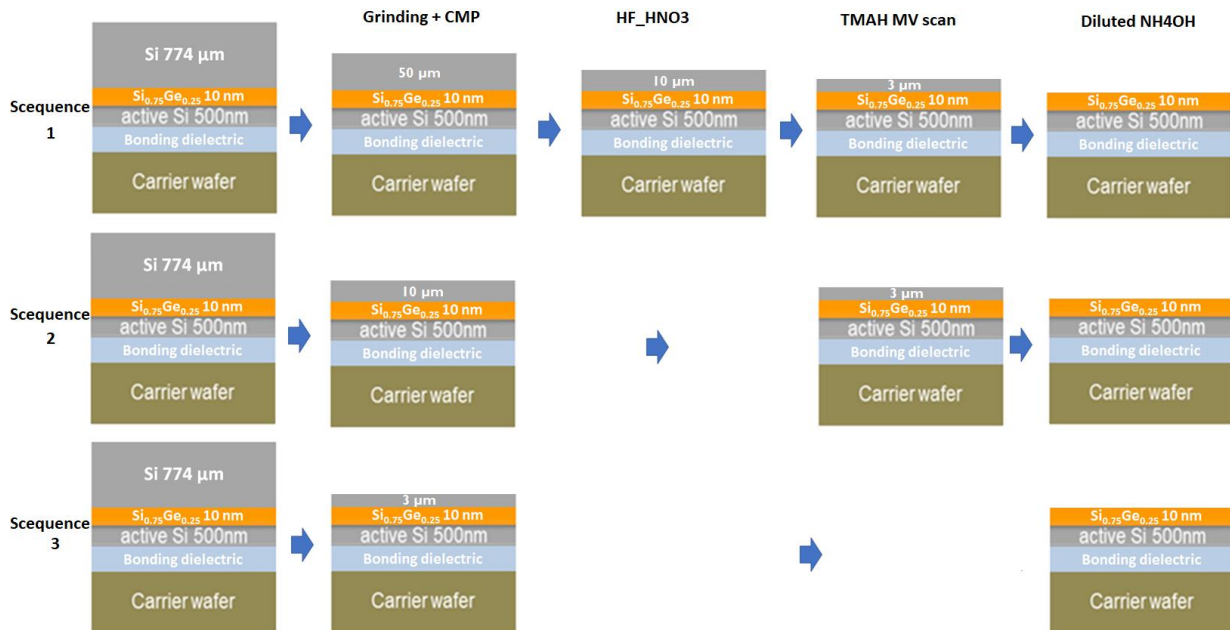 Grinding + CMP
HF_HNO3
TMAH MV scan
Diluted NH4OH
Scequence
1
Si 774 µm
Si0.75Ge0.25 10 nm
active Si 500nm
Bonding dielectric
Carrier wafer
50 µm
Si0.75Ge0.25 10 nm
active Si 500nm
Bonding dielectric
Carrier wafer
10 µm
Si0.75Ge0.25 10 nm
active Si 500nm
Bonding dielectric
Carrier wafer
3 µm
Si0.75Ge0.25 10 nm
active Si 500nm
Bonding dielectric
Carrier wafer
Si0.75Ge0.25 10 nm
active Si 500nm
Bonding dielectric
Carrier wafer
Scequence
2
Si 774 µm
Si0.75Ge0.25 10 nm
active Si 500nm
Bonding dielectric
Carrier wafer
10 µm
Si0.75Ge0.25 10 nm
active Si 500nm
Bonding dielectric
Carrier wafer
3 µm
Si0.75Ge0.25 10 nm
active Si 500nm
Bonding dielectric
Carrier wafer
Si0.75Ge0.25 10 nm
active Si 500nm
Bonding dielectric
Carrier wafer
Scequence
3
Si 774 µm
Si0.75Ge0.25 10 nm
active Si 500nm
Bonding dielectric
Carrier wafer
3 µm
Si0.75Ge0.25 10 nm
active Si 500nm
Bonding dielectric
Carrier wafer
Si0.75Ge0.25 10 nm
active Si 500nm
Bonding dielectric
Carrier wafer